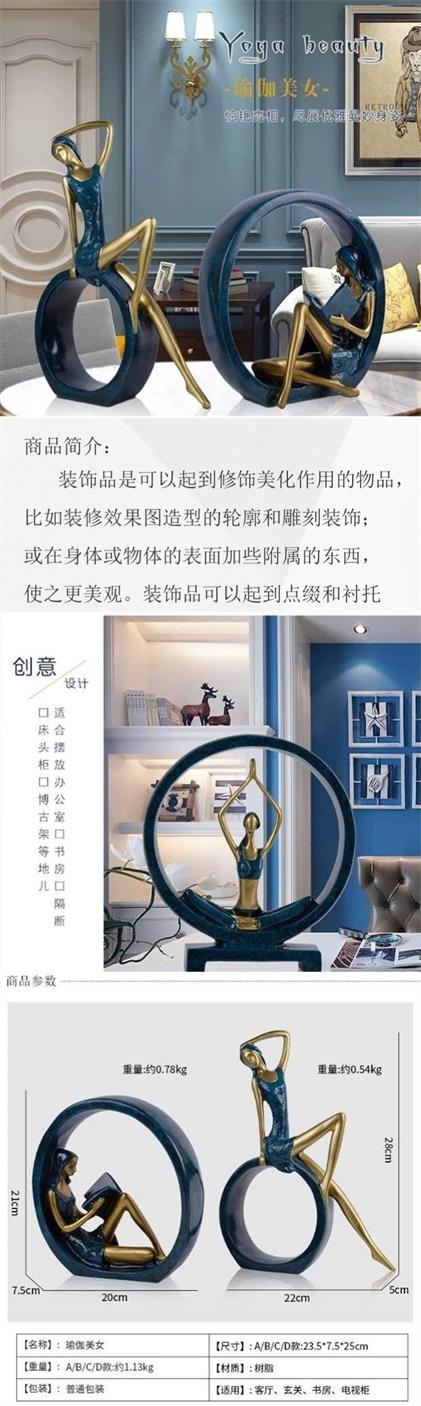 Yoga beauty
-瑜伽美女-
惊艳亮相，尽展优雅曼妙身姿
RETRO
商品简介：
装饰品是可以起到修饰美化作用的物品，
比如装修效果图造型的轮廓和雕刻装饰；
或在身体或物体的表面加些附属的东西，
使之更美观。装饰品可以起到点缀和衬托
创意
设计
适合摆放办公室口书房口隔断
口床头柜口博古架等地儿
商品参数
重量:约0.78kg
重量:约0.54kg
21cm
7.5cm
20cm
28cm
22cm
5cm
【名称】: 瑜伽美女
【尺寸】: A/B/C/D款:23.5*7.5*25cm
【重量】: A/B/C/D款:约1.13kg
【材质】: 树脂
【包装】: 普通包装
【适用】: 客厅、玄关、书房、电视柜